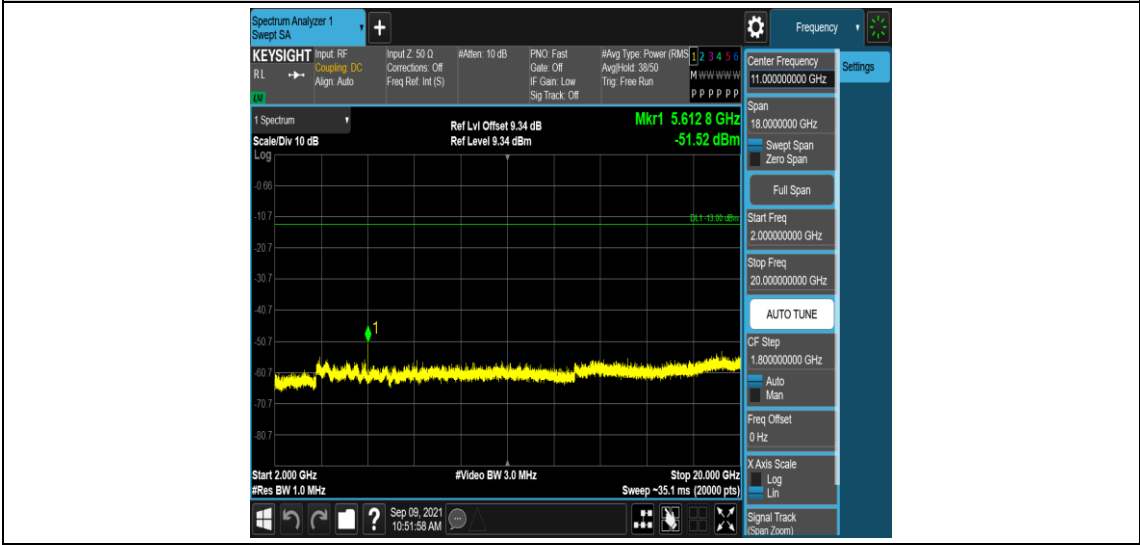 Spectrum Analyzer 1
Swept SA
+
Frequency
KEYSIGHT
RL
Input: RF
Coupling: DC
Align: Auto
Input Z: 50 Ω
Corrections: Off
Freq Ref: Int (S)
#Atten: 10 dB
PNO: Fast
Gate: Off
IF Gain: Low
Sig Track: Off
#Avg Type: Power (RMS
Avg|Hold: 38/50
Trig: Free Run
1 2 3 4 5 6
M W W W W W
P P P P P P
1 Spectrum
Scale/Div 10 dB
Log
Ref Lvl Offset 9.34 dB
Ref Level 9.34 dBm
Mkr1 5.612 8 GHz
-51.52 dBm
-0.66
-10.7
DL1 -13.00 dBm
-20.7
-30.7
-40.7
1
-50.7
-60.7
-70.7
-80.7
Start 2.000 GHz
#Res BW 1.0 MHz
#Video BW 3.0 MHz
Stop 20.000 GHz
Sweep ~35.1 ms (20000 pts)
Center Frequency
11.000000000 GHz
Settings
Span
18.0000000 GHz
Swept Span
Zero Span
Full Span
Start Freq
2.000000000 GHz
Stop Freq
20.000000000 GHz
AUTO TUNE
CF Step
1.800000000 GHz
Auto
Man
Freq Offset
0 Hz
X Axis Scale
Log
Lin
Signal Track
(Span Zoom)
?
Sep 09, 2021
10:51:58 AM